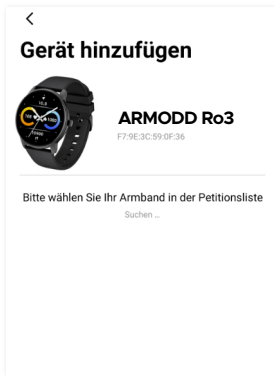 Gerät hinzufügen
ARMODD Ro3
F7:9E:3C:59:0F:36
Bitte wählen Sie Ihr Armband in der Petitionsliste
Suchen ...